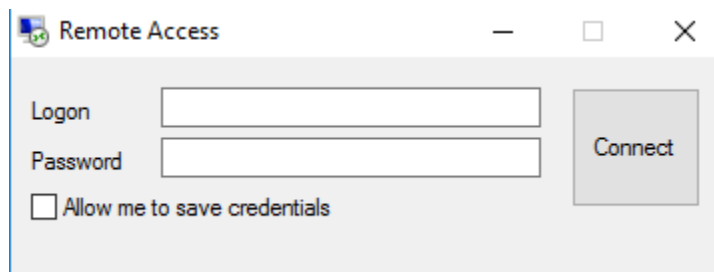 Remote Access
Logon
Password
Connect
Allow me to save credentials